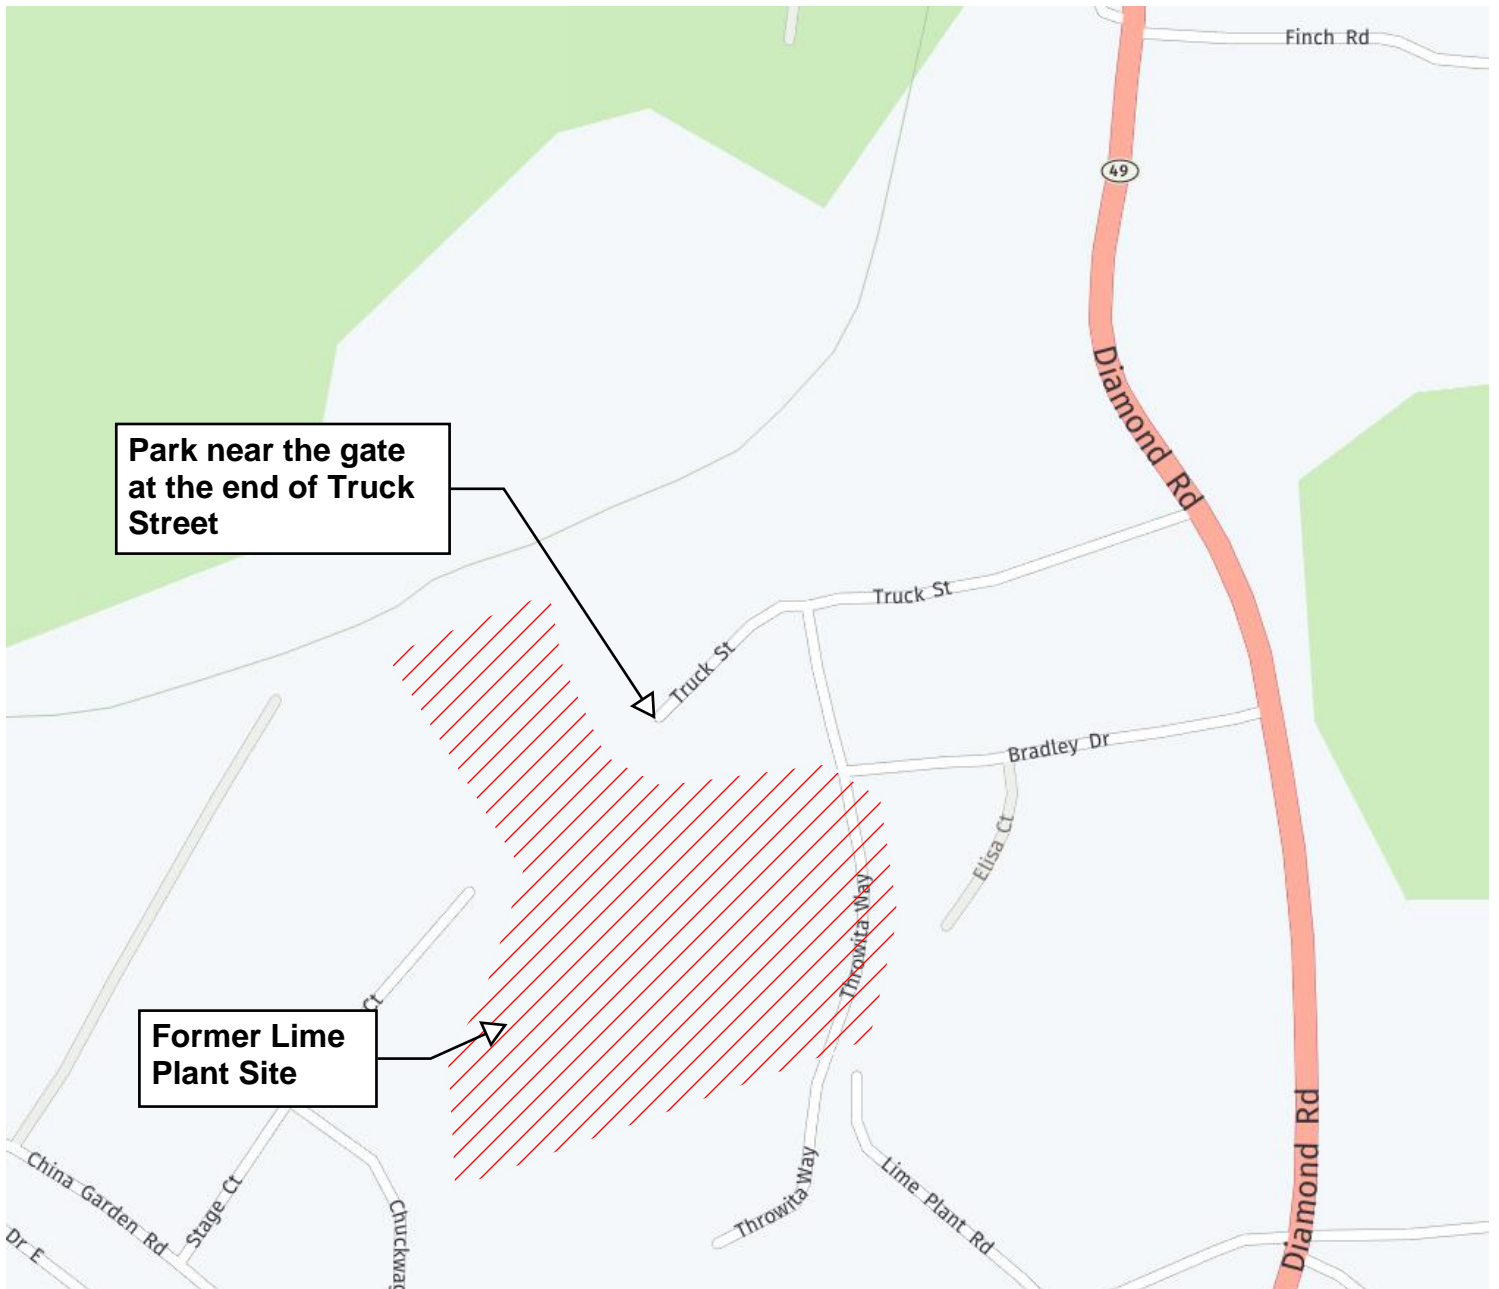 Finch Rd
49
Diamond Rd
Park near the gate
at the end of Truck
Street
Truck St
Truck St
Bradley Dr
Elisa Ct
Throwita Way
Ct
Former Lime
Plant Site
Diamond Rd
China Garden Rd
Stage Ct
Chuckwag
Throwita Way
Lime Plant Rd
Dr E